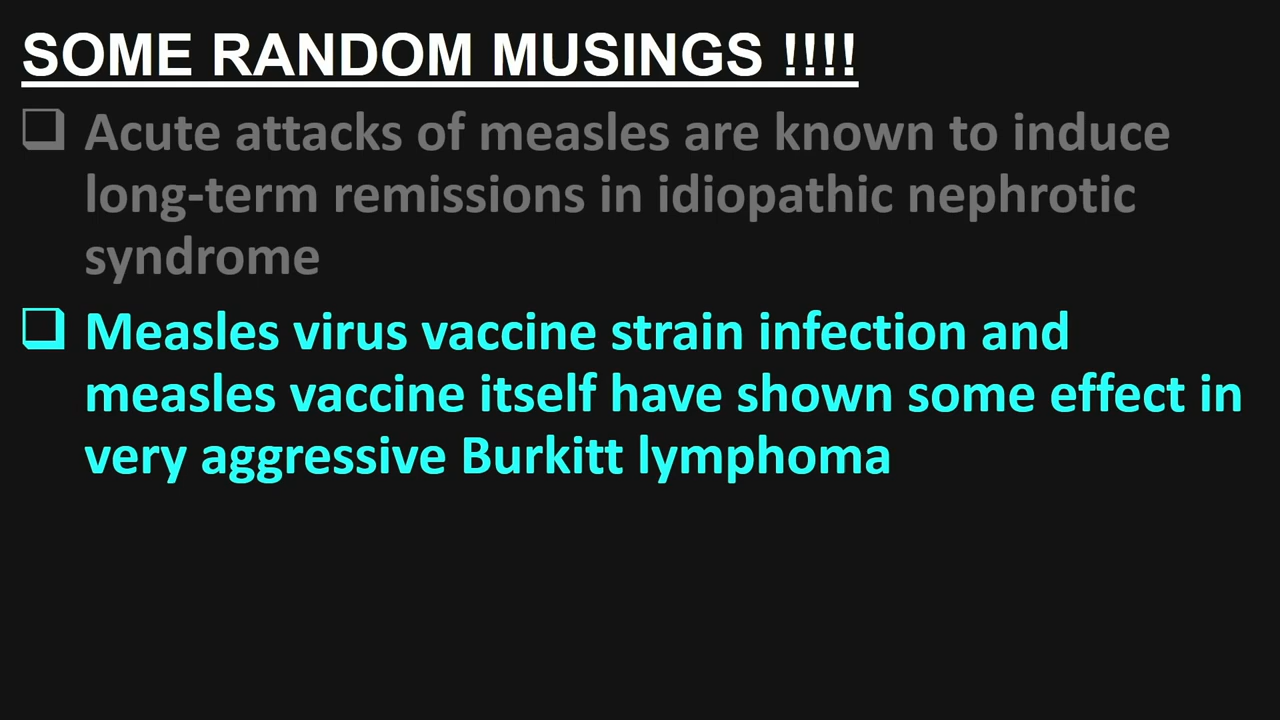 SOME RANDOM MUSINGS !!!!
❑ Acute attacks of measles are known to induce
long-term remissions in idiopathic nephrotic
syndrome
❑ Measles virus vaccine strain infection and
measles vaccine itself have shown some effect in
very aggressive Burkitt lymphoma